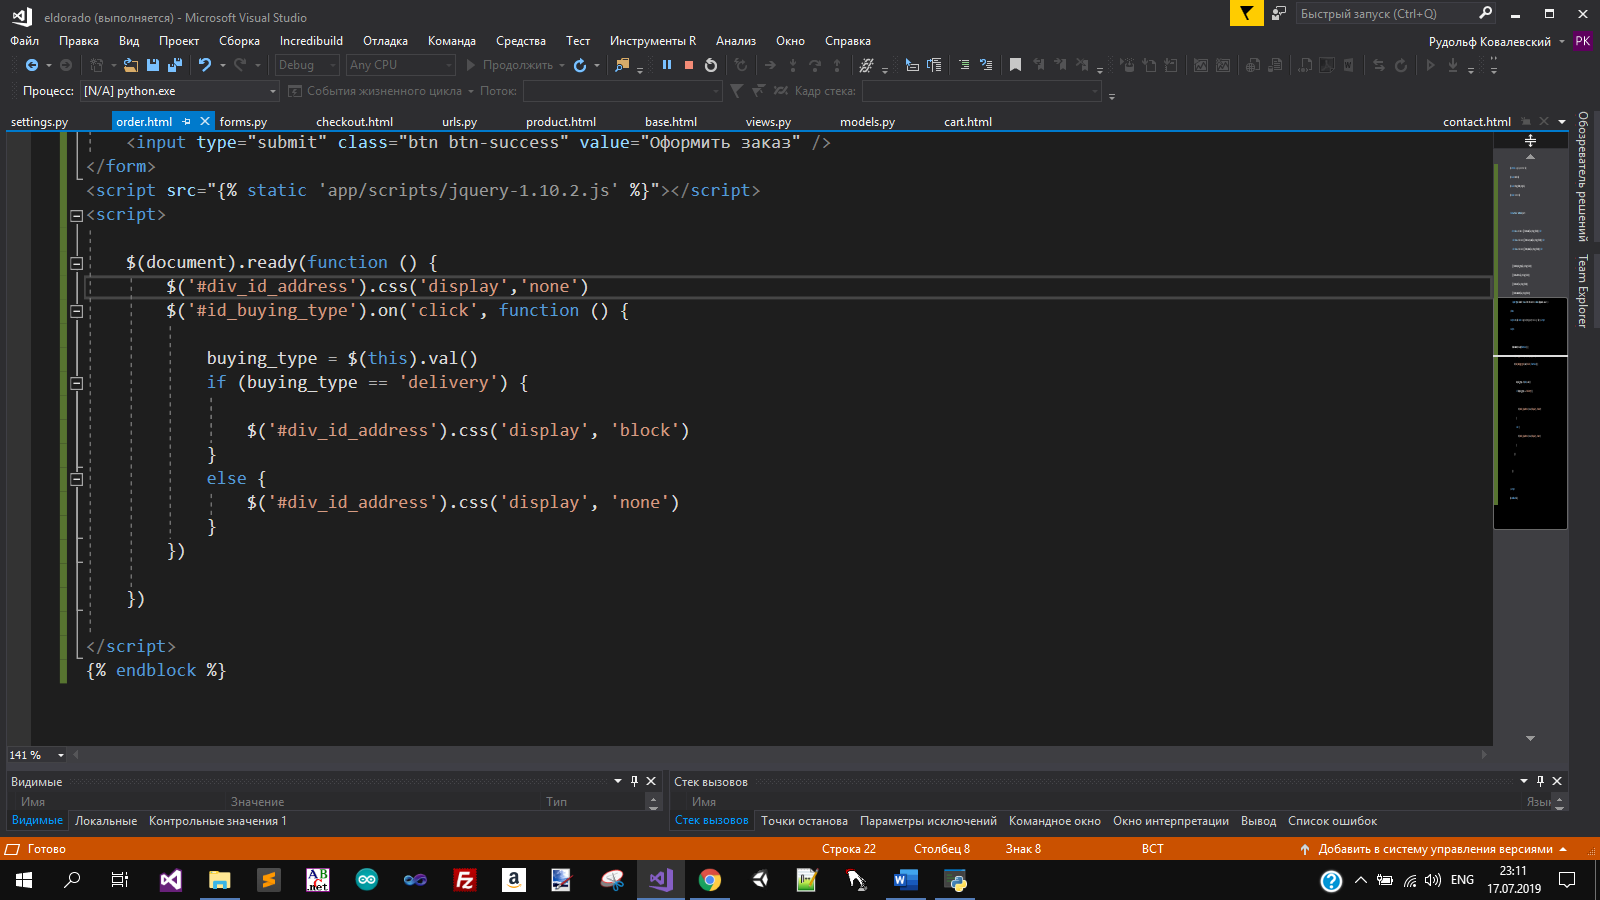 eldorado (выполняется) - Microsoft Visual Studio
Быстрый запуск (Ctrl+Q)
Файл Правка Вид Проект Сборка Incredibuild Отладка Команда Средства Тест Инструменты R Анализ Окно Справка
Рудольф Ковалевский РК
Debug Any CPU Продолжить
Процесс: [N/A] python.exe События жизненного цикла Поток: Кадр стека:
settings.py order.html forms.py checkout.html urls.py product.html base.html views.py models.py cart.html contact.html
<input type="submit" class="btn btn-success" value="Оформить заказ" />
</form>
<script src="{% static 'app/scripts/jquery-1.10.2.js' %}"></script>
<script>
$(document).ready(function () {
$('#div_id_address').css('display','none')
$('#id_buying_type').on('click', function () {
buying_type = $(this).val()
if (buying_type == 'delivery') {
$('#div_id_address').css('display', 'block')
}
else {
$('#div_id_address').css('display', 'none')
}
})
})
</script>
{% endblock %}
Обозреватель решений
Team Explorer
141 %
Видимые
Имя Значение Тип
Видимые Локальные Контрольные значения 1
Стек вызовов
Имя Язык
Стек вызовов Точки останова Параметры исключений Командное окно Окно интерпретации Вывод Список ошибок
Готово Строка 22 Столбец 8 Знак 8 ВСТ Добавить в систему управления версиями
ENG 23:11
17.07.2019